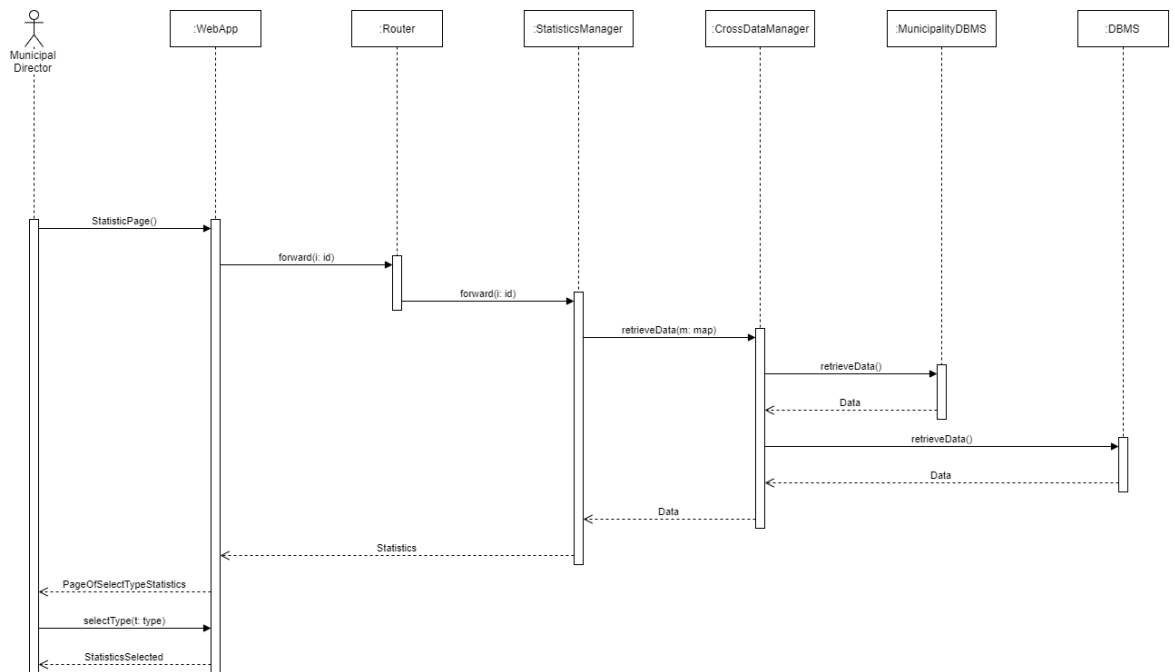 :WebApp
:Router
:StatisticsManager
:CrossDataManager
:MunicipalityDBMS
:DBMS
Municipal
Director
StatisticPage()
forward(i: id)
forward(i: id)
retrieveData(m: map)
retrieveData()
Data
retrieveData()
Data
Data
Statistics
PageOfSelectTypeStatistics
selectType(t: type)
StatisticsSelected